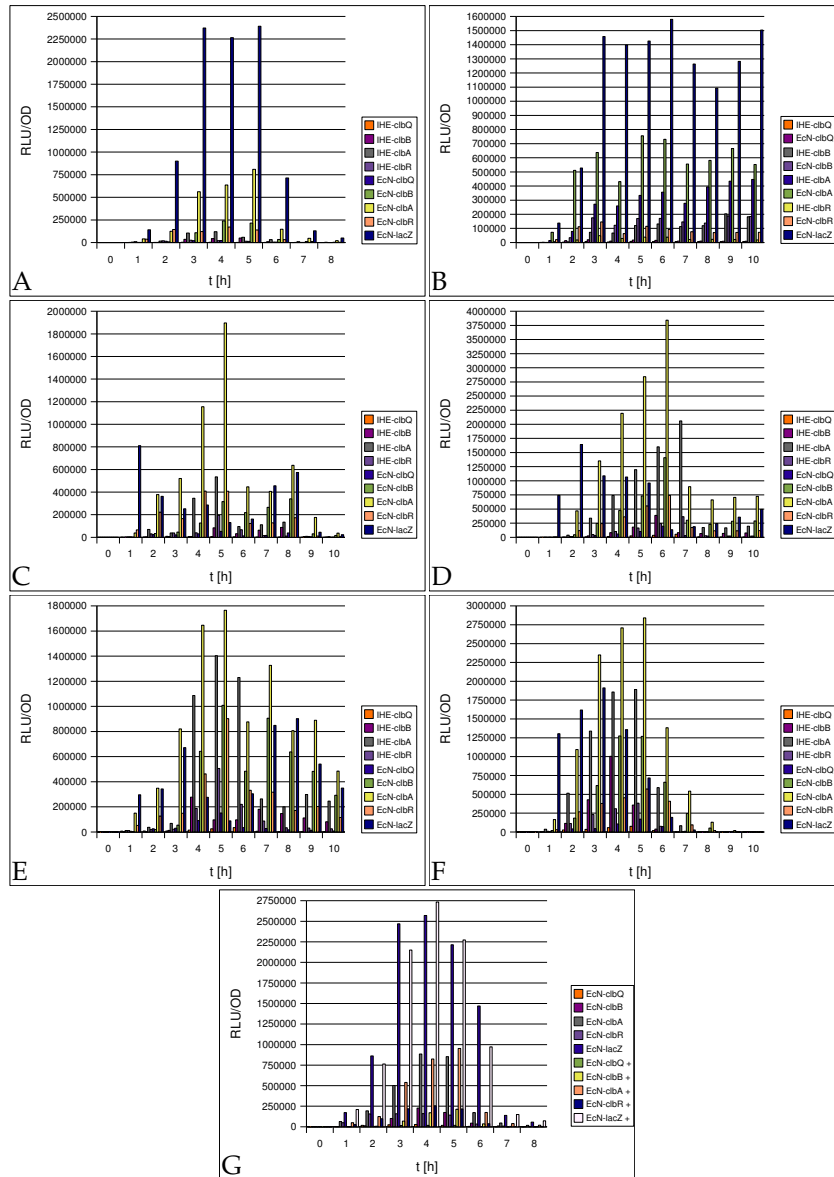 2500000
2250000
2000000
1750000
1500000
1250000
1000000
750000
500000
250000
0
RLU/OD
0 1 2 3 4 5 6 7 8
t [h]
IHE-clbQ
IHE-clbB
IHE-clbA
IHE-clbR
EcN-clbQ
EcN-clbB
EcN-clbA
EcN-clbR
EcN-lacZ
A
1600000
1500000
1400000
1300000
1200000
1100000
1000000
900000
800000
700000
600000
500000
400000
300000
200000
100000
0
RLU/OD
0 1 2 3 4 5 6 7 8 9 10
t [h]
IHE-clbQ
EcN-clbQ
IHE-clbB
EcN-clbB
IHE-clbA
EcN-clbA
IHE-clbR
EcN-clbR
EcN-lacZ
B
2000000
1800000
1600000
1400000
1200000
1000000
800000
600000
400000
200000
0
RLU/OD
0 1 2 3 4 5 6 7 8 9 10
t [h]
IHE-clbQ
IHE-clbB
IHE-clbA
IHE-clbR
EcN-clbQ
EcN-clbB
EcN-clbA
EcN-clbR
EcN-lacZ
C
4000000
3750000
3500000
3250000
3000000
2750000
2500000
2250000
2000000
1750000
1500000
1250000
1000000
750000
500000
250000
0
RLU/OD
0 1 2 3 4 5 6 7 8 9 10
t [h]
IHE-clbQ
IHE-clbB
IHE-clbA
IHE-clbR
EcN-clbQ
EcN-clbB
EcN-clbA
EcN-clbR
EcN-lacZ
D
1800000
1600000
1400000
1200000
1000000
800000
600000
400000
200000
0
RLU/OD
0 1 2 3 4 5 6 7 8 9 10
t [h]
IHE-clbQ
IHE-clbB
IHE-clbA
IHE-clbR
EcN-clbQ
EcN-clbB
EcN-clbA
EcN-clbR
EcN-lacZ
E
3000000
2750000
2500000
2250000
2000000
1750000
1500000
1250000
1000000
750000
500000
250000
0
RLU/OD
0 1 2 3 4 5 6 7 8 9 10
t [h]
IHE-clbQ
IHE-clbB
IHE-clbA
IHE-clbR
EcN-clbQ
EcN-clbB
EcN-clbA
EcN-clbR
EcN-lacZ
F
2750000
2500000
2250000
2000000
1750000
1500000
1250000
1000000
750000
500000
250000
0
RLU/OD
0 1 2 3 4 5 6 7 8
t [h]
EcN-clbQ
EcN-clbB
EcN-clbA
EcN-clbR
EcN-lacZ
EcN-clbQ +
EcN-clbB +
EcN-clbA +
EcN-clbR +
EcN-lacZ +
G